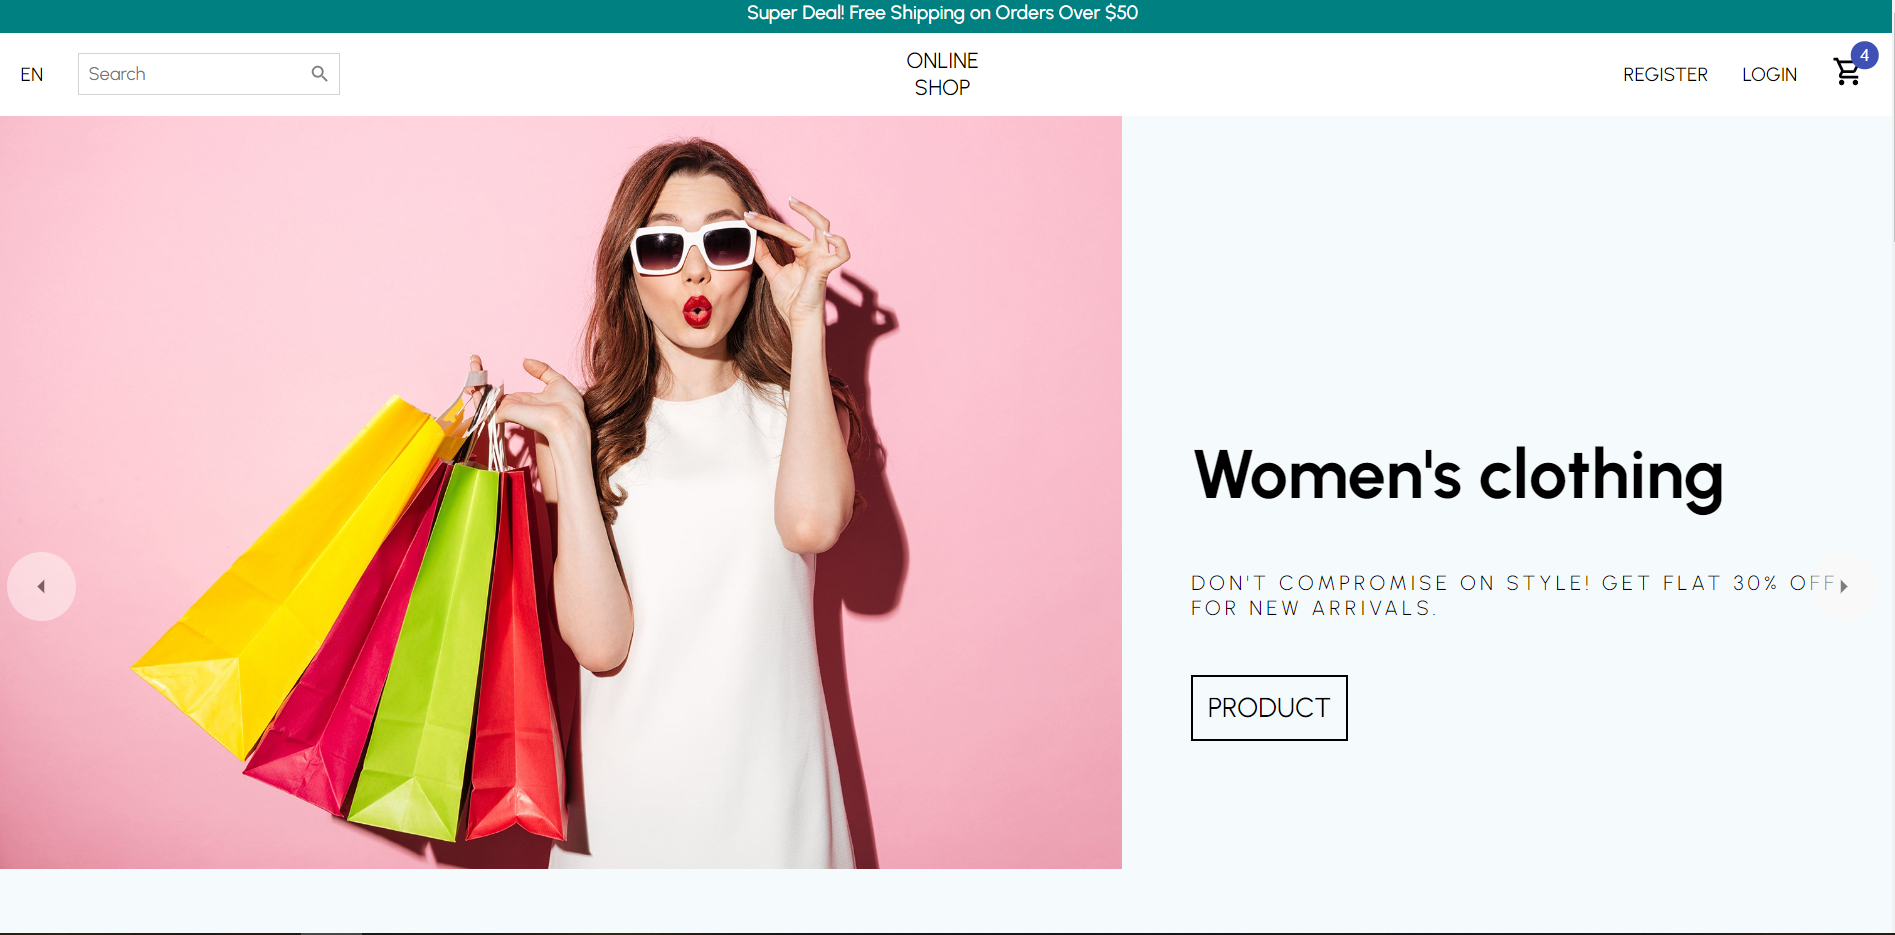 Super Deal! Free Shipping on Orders Over $50
EN
Search
ONLINE
SHOP
REGISTER
LOGIN
4
Women's clothing
DON'T COMPROMISE ON STYLE! GET FLAT 30% OFF
FOR NEW ARRIVALS.
PRODUCT